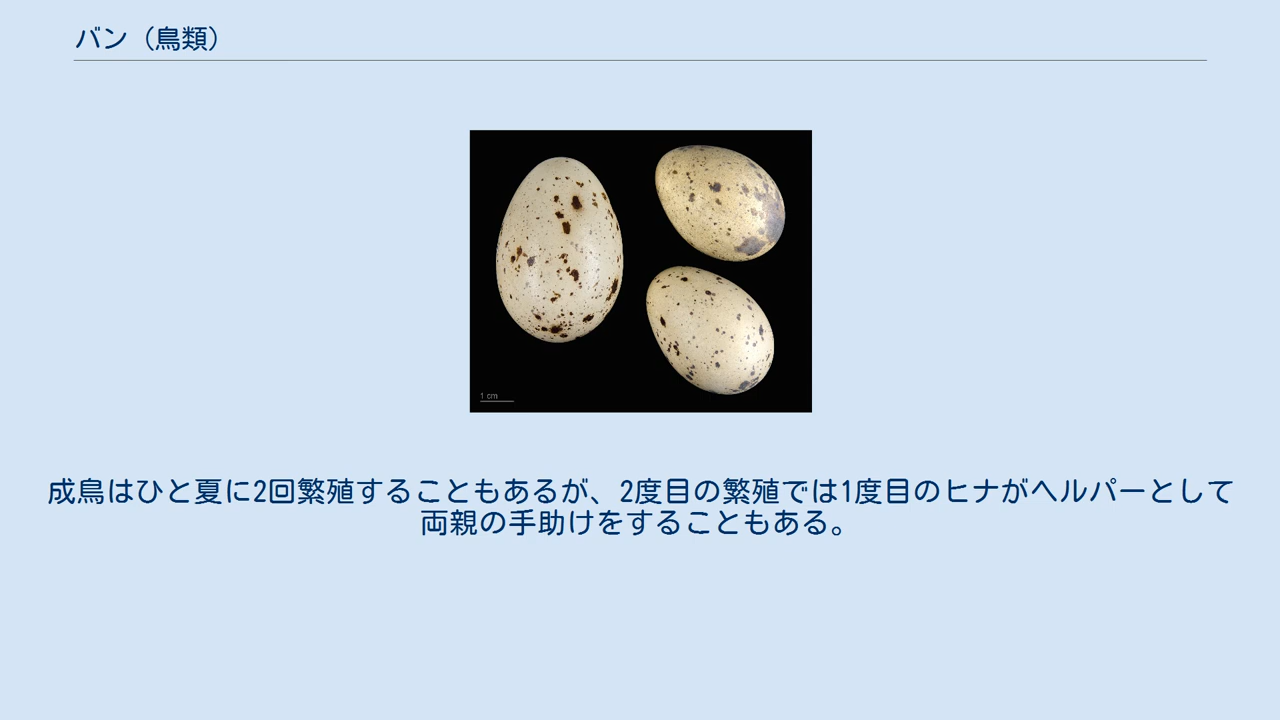 バン（鳥類）
1 cm
成鳥はひと夏に2回繁殖することもあるが、2度目の繁殖では1度目のヒナがヘルパーとして
両親の手助けをすることもある。